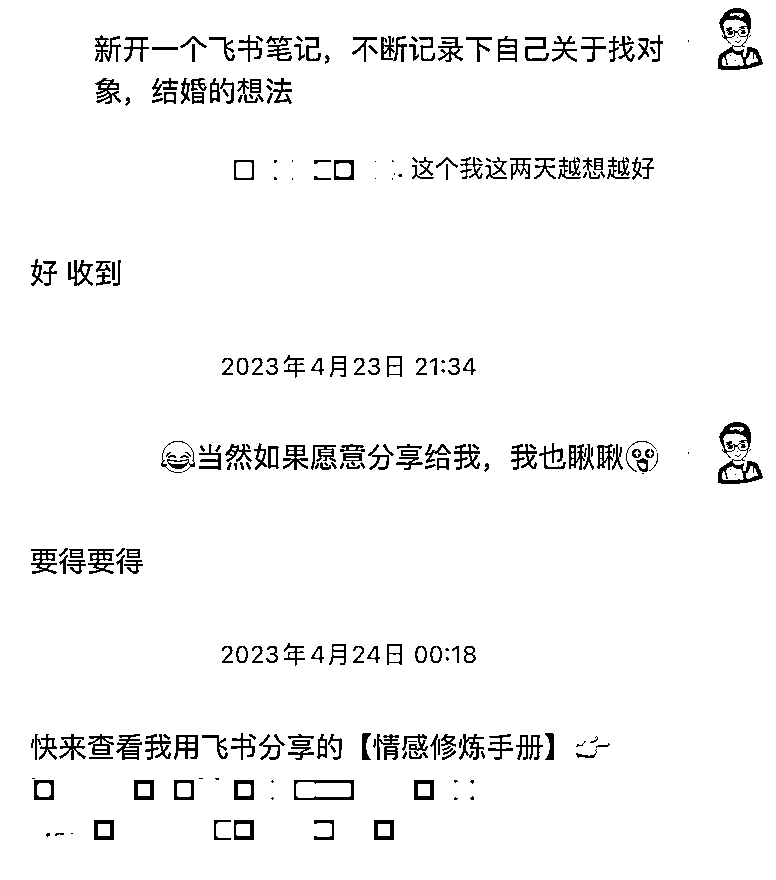 新开一个飞书笔记，不断记录下自己关于找对
象，结婚的想法
这个我这两天越想越好
好 收到
2023年4月23日 21:34
😂当然如果愿意分享给我，我也瞅瞅😲
要得要得
2023年4月24日 00:18
快来查看我用飞书分享的【情感修炼手册】👉